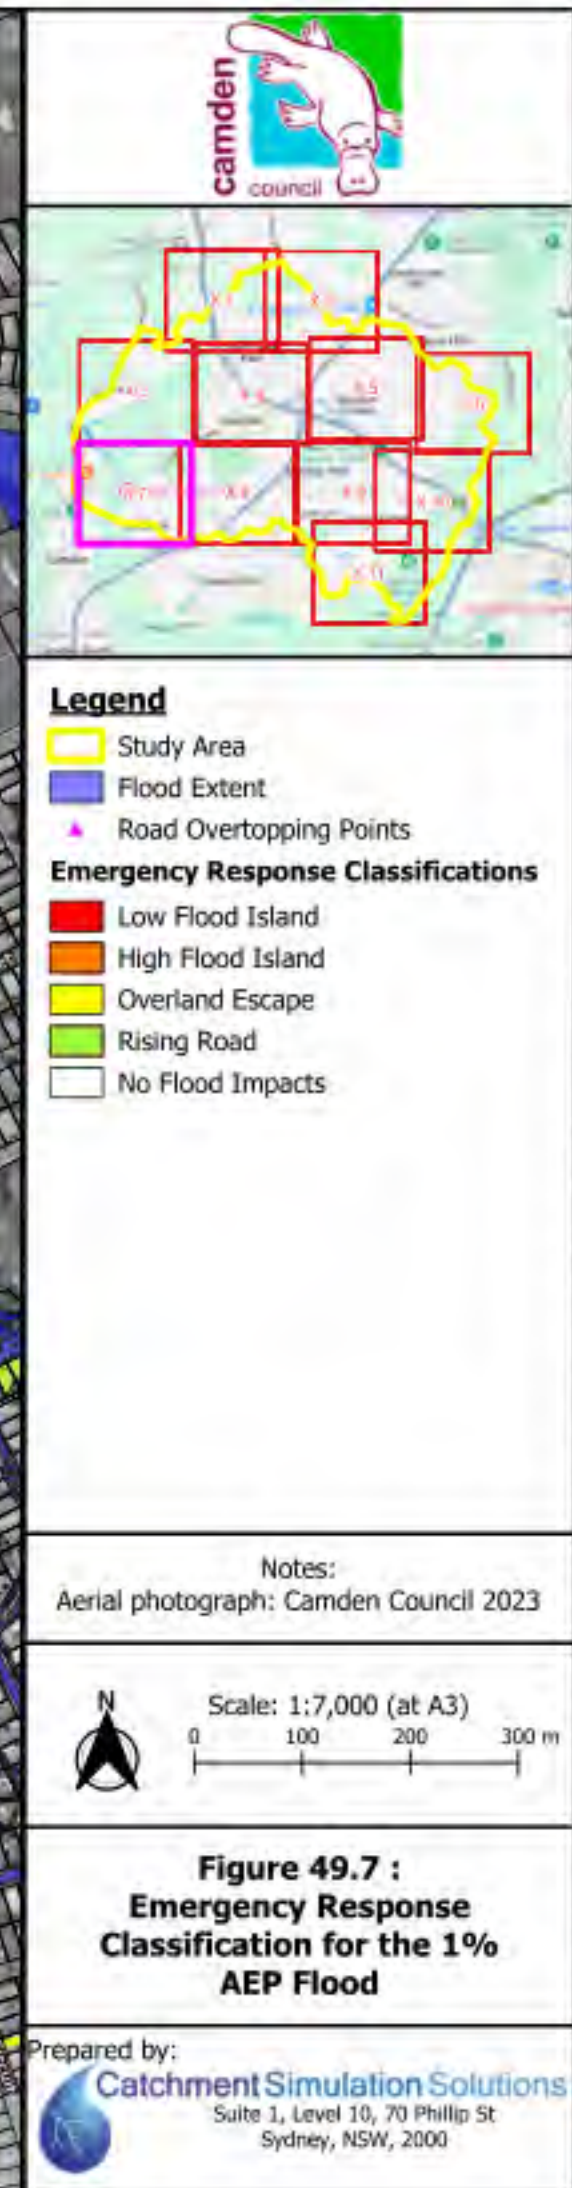 camden
council
X.5
X.8
Legend
Study Area
Flood Extent
Road Overtopping Points
Emergency Response Classifications
Low Flood Island
High Flood Island
Overland Escape
Rising Road
No Flood Impacts
Notes:
Aerial photograph: Camden Council 2023
N
Scale: 1:7,000 (at A3)
0 100 200 300 m
Figure 49.7 :
Emergency Response
Classification for the 1%
AEP Flood
Prepared by:
Catchment Simulation Solutions
Suite 1, Level 10, 70 Phillip St
Sydney, NSW, 2000